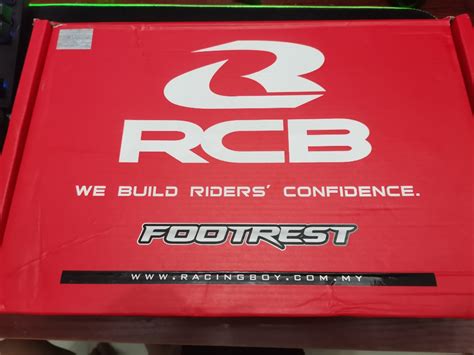 RCB
WE BUILD RIDERS' CONFIDENCE.
FOOTREST
WWW.RACINGBOY.COM.MY